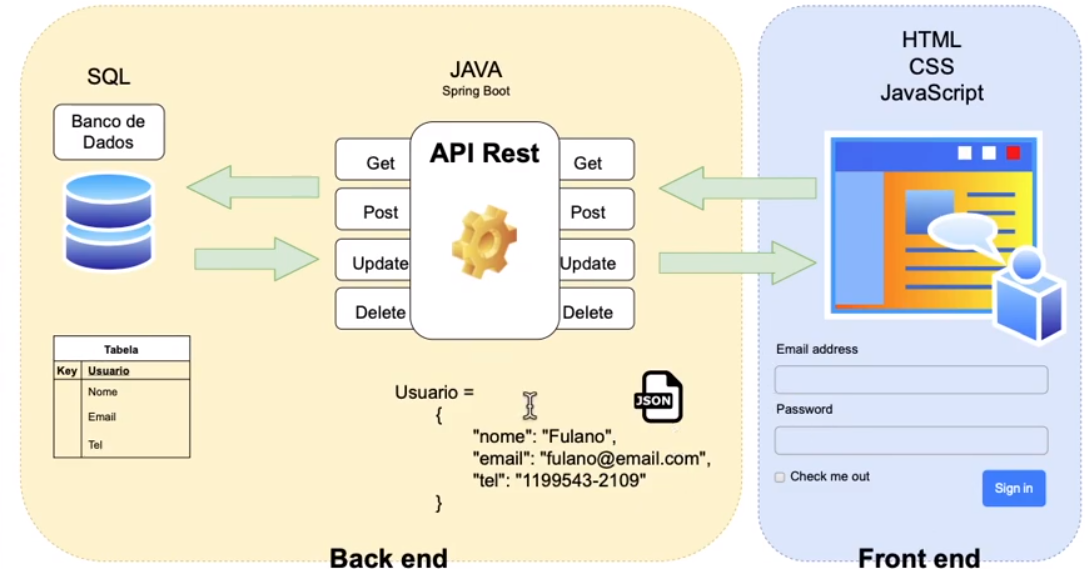 SQL
Banco de
Dados
JAVA
Spring Boot
API Rest
Get
Post
Update
Delete
Get
Post
Update
Delete
Tabela
Key Usuario
Nome
Email
Tel
Usuario =
{
"nome": "Fulano",
"email": "fulano@email.com",
"tel": "1199543-2109"
}
JSON
Back end
HTML
CSS
JavaScript
Email address
Password
Check me out
Sign in
Front end